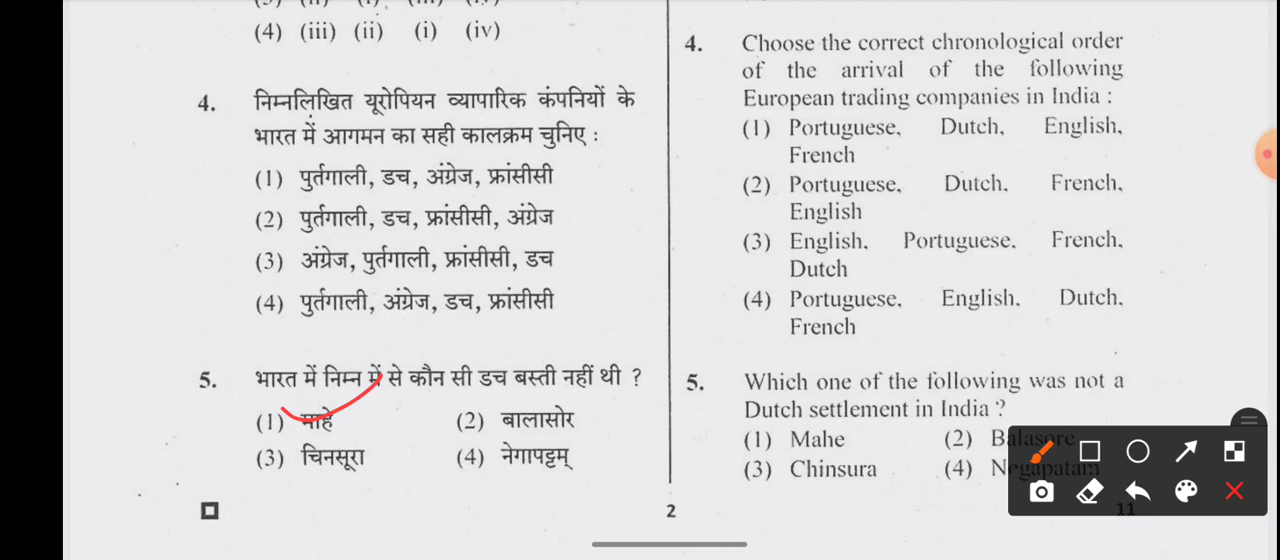 (4) (iii) (ii) (i) (iv)
4. निम्नलिखित यूरोपियन व्यापारिक कंपनियों के
भारत में आगमन का सही कालक्रम चुनिए :
(1) पुर्तगाली, डच, अंग्रेज, फ्रांसीसी
(2) पुर्तगाली, डच, फ्रांसीसी, अंग्रेज
(3) अंग्रेज, पुर्तगाली, फ्रांसीसी, डच
(4) पुर्तगाली, अंग्रेज, डच, फ्रांसीसी
5. भारत में निम्न में से कौन सी डच बस्ती नहीं थी ?
(1) माहे (2) बालासोर
(3) चिनसूरा (4) नेगापट्टम्
4. Choose the correct chronological order
of the arrival of the following
European trading companies in India :
(1) Portuguese, Dutch, English,
French
(2) Portuguese, Dutch, French,
English
(3) English, Portuguese, French,
Dutch
(4) Portuguese, English, Dutch,
French
5. Which one of the following was not a
Dutch settlement in India ?
(1) Mahe (2) Balasore
(3) Chinsura (4) Negapatam
2
11